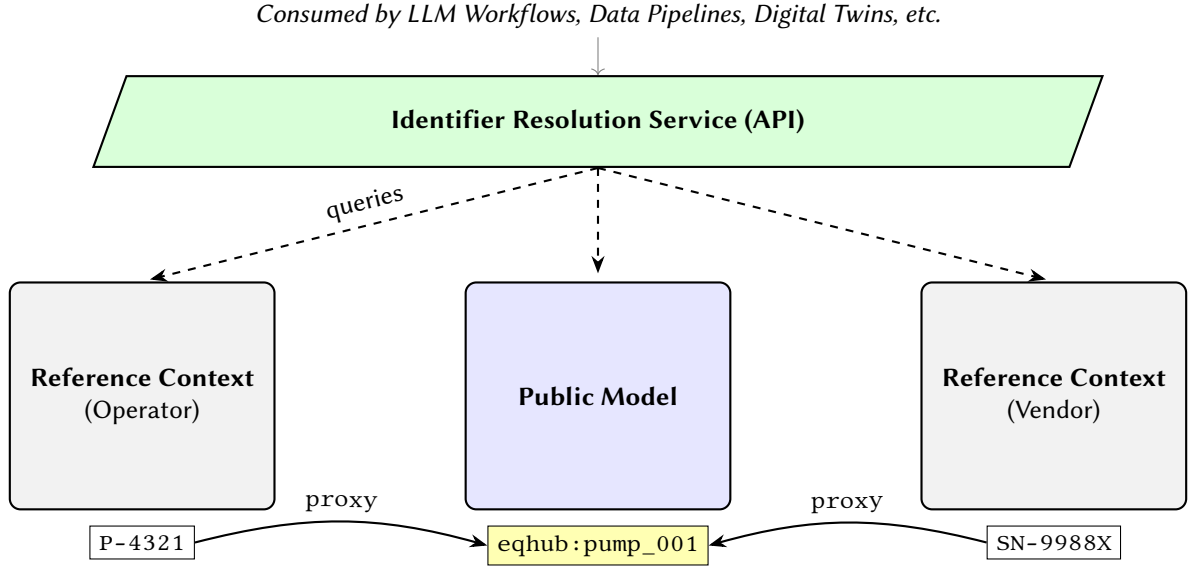 Consumed by LLM Workflows, Data Pipelines, Digital Twins, etc.
Identifier Resolution Service (API)
queries
Reference Context
(Operator)
Public Model
Reference Context
(Vendor)
proxy
proxy
P-4321
eqhub:pump_001
SN-9988X